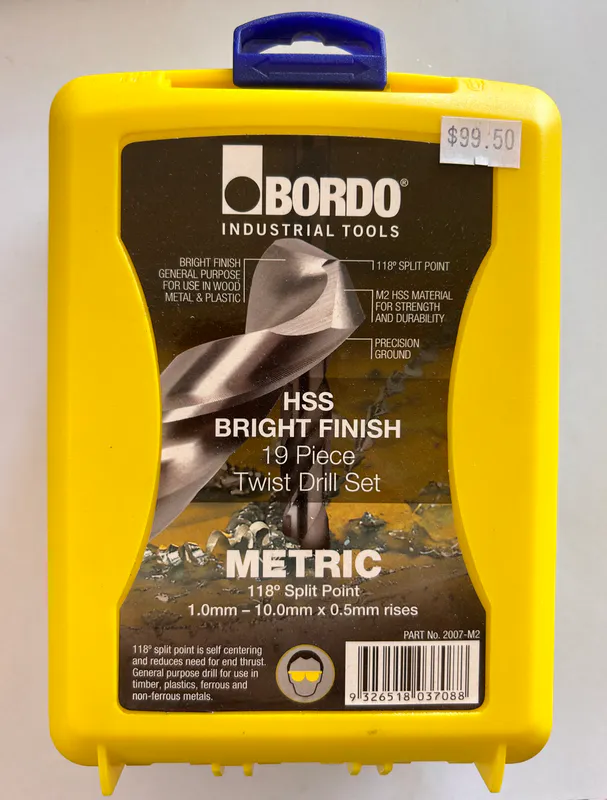 $99.50
BORDO®
INDUSTRIAL TOOLS
BRIGHT FINISH
GENERAL PURPOSE
FOR USE IN WOOD
METAL & PLASTIC
118º SPLIT POINT
M2 HSS MATERIAL
FOR STRENGTH
AND DURABILITY
PRECISION
GROUND
HSS
BRIGHT FINISH
19 Piece
Twist Drill Set
METRIC
118º Split Point
1.0mm – 10.0mm x 0.5mm rises
PART No. 2007-M2
118º split point is self centering
and reduces need for end thrust.
General purpose drill for use in
timber, plastics, ferrous and
non-ferrous metals.
9 326518 037088